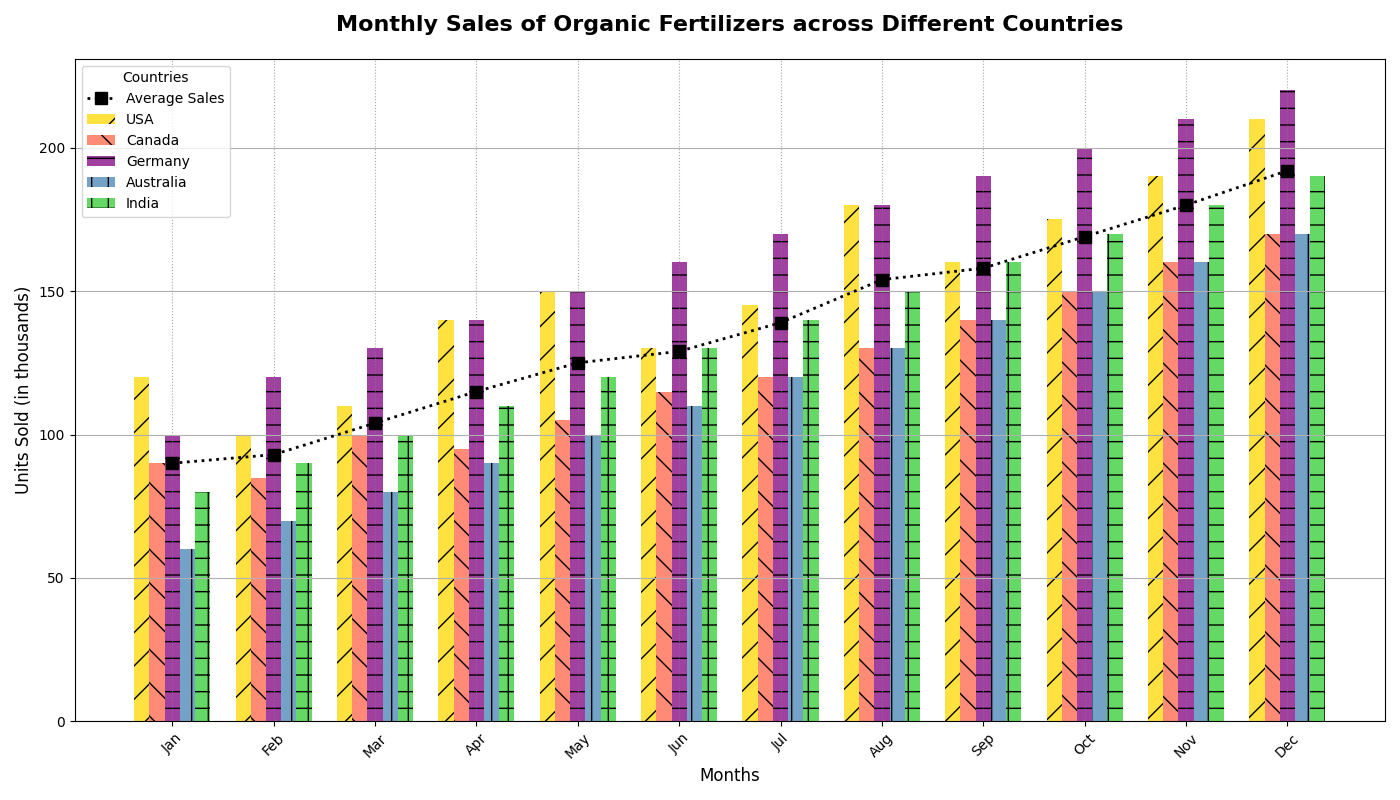 Monthly Sales of Organic Fertilizers across Different Countries
Countries
Average Sales
USA
Canada
Germany
Australia
India
Units Sold (in thousands)
200
150
100
50
0
Jan
Feb
Mar
Apr
May
Jun
Jul
Aug
Sep
Oct
Nov
Dec
Months